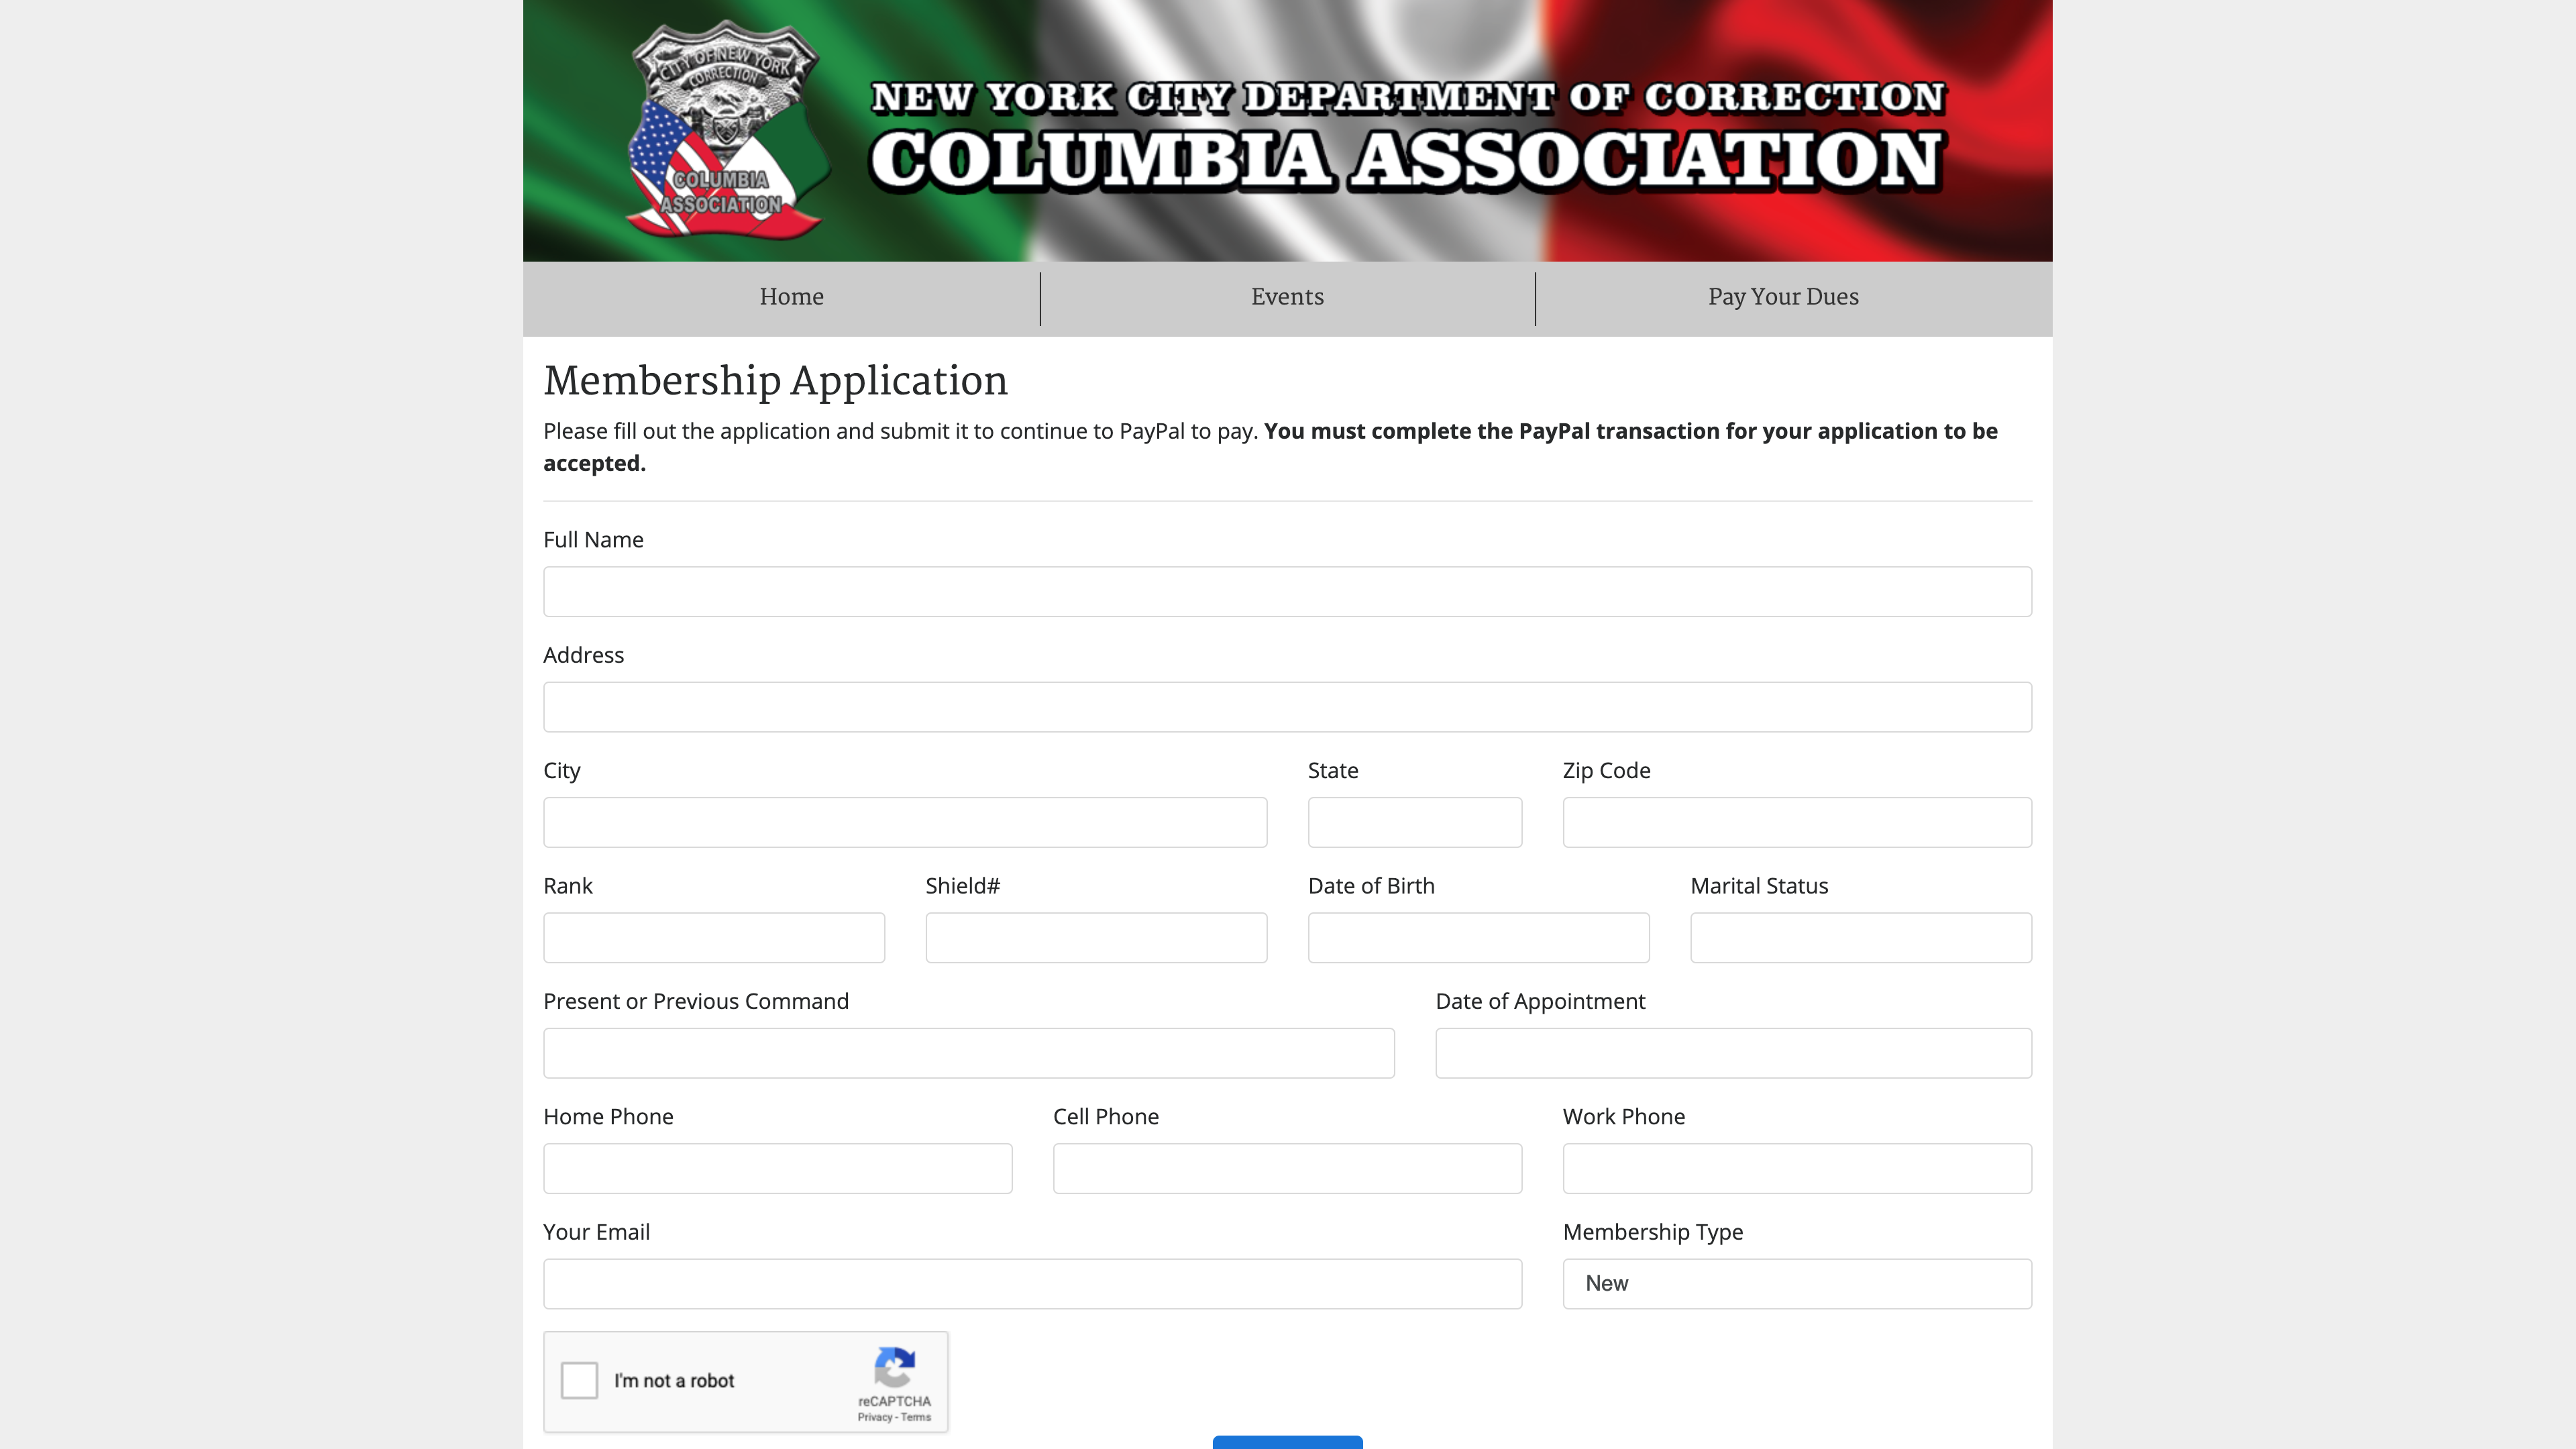 CITY OF NEW YORK
CORRECTION
COLUMBIA
ASSOCIATION
NEW YORK CITY DEPARTMENT OF CORRECTION
COLUMBIA ASSOCIATION
Home Events Pay Your Dues
Membership Application
Please fill out the application and submit it to continue to PayPal to pay. You must complete the PayPal transaction for your application to be
accepted.
Full Name
Address
City State Zip Code
Rank Shield# Date of Birth Marital Status
Present or Previous Command Date of Appointment
Home Phone Cell Phone Work Phone
Your Email Membership Type
New
I'm not a robot
reCAPTCHA
Privacy - Terms